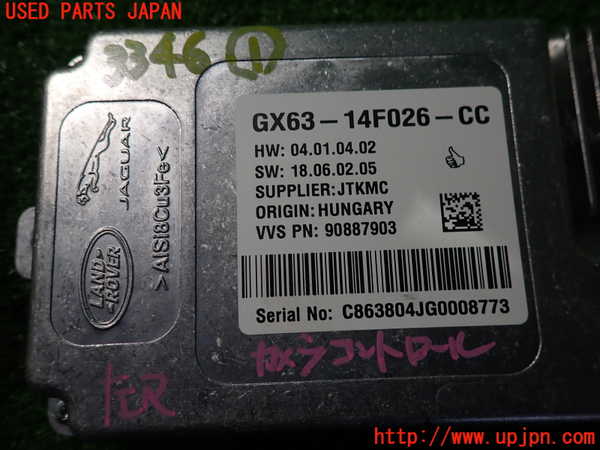 USED PARTS JAPAN
3346 ①
GX63-14F026-CC
HW: 04.01.04.02
SW: 18.06.02.05
SUPPLIER:JTKMC
ORIGIN:HUNGARY
VVS PN: 90887903
Serial No: C863804JG0008773
JAGUAR
LAND
ROVER
>AlSi8Cu3Fe<
カメラコントロール
http://www.upjpn.com/